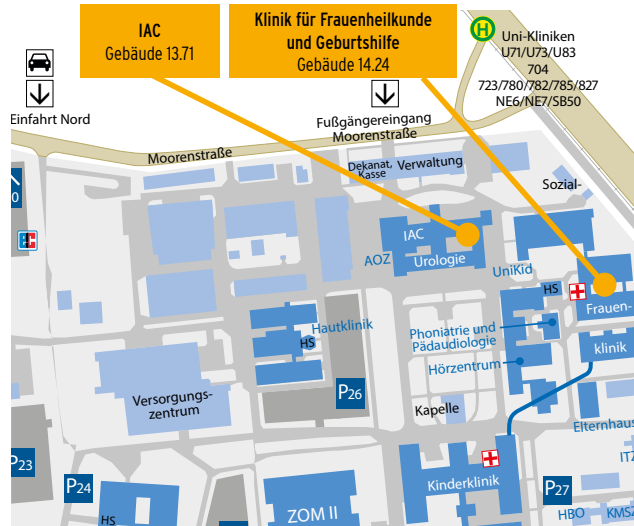 IAC
Gebäude 13.71
Klinik für Frauenheilkunde
und Geburtshilfe
Gebäude 14.24
H
Uni-Kliniken
U71/U73/U83
704
723/780/782/785/827
NE6/NE7/SB50
Einfahrt Nord
Fußgängereingang
Moorenstraße
Moorenstraße
Dekanat,
Kasse
Verwaltung
Sozial-
0
IAC
AOZ
Urologie
UniKid
HS
Frauen-
klinik
Hautklinik
HS
Phoniatrie und
Pädaudiologie
Hörzentrum
Versorgungs-
zentrum
P26
Kapelle
Elternhaus
ITZ
P23
P24
Kinderklinik
P27
HS
ZOM II
HBO
KMSZ